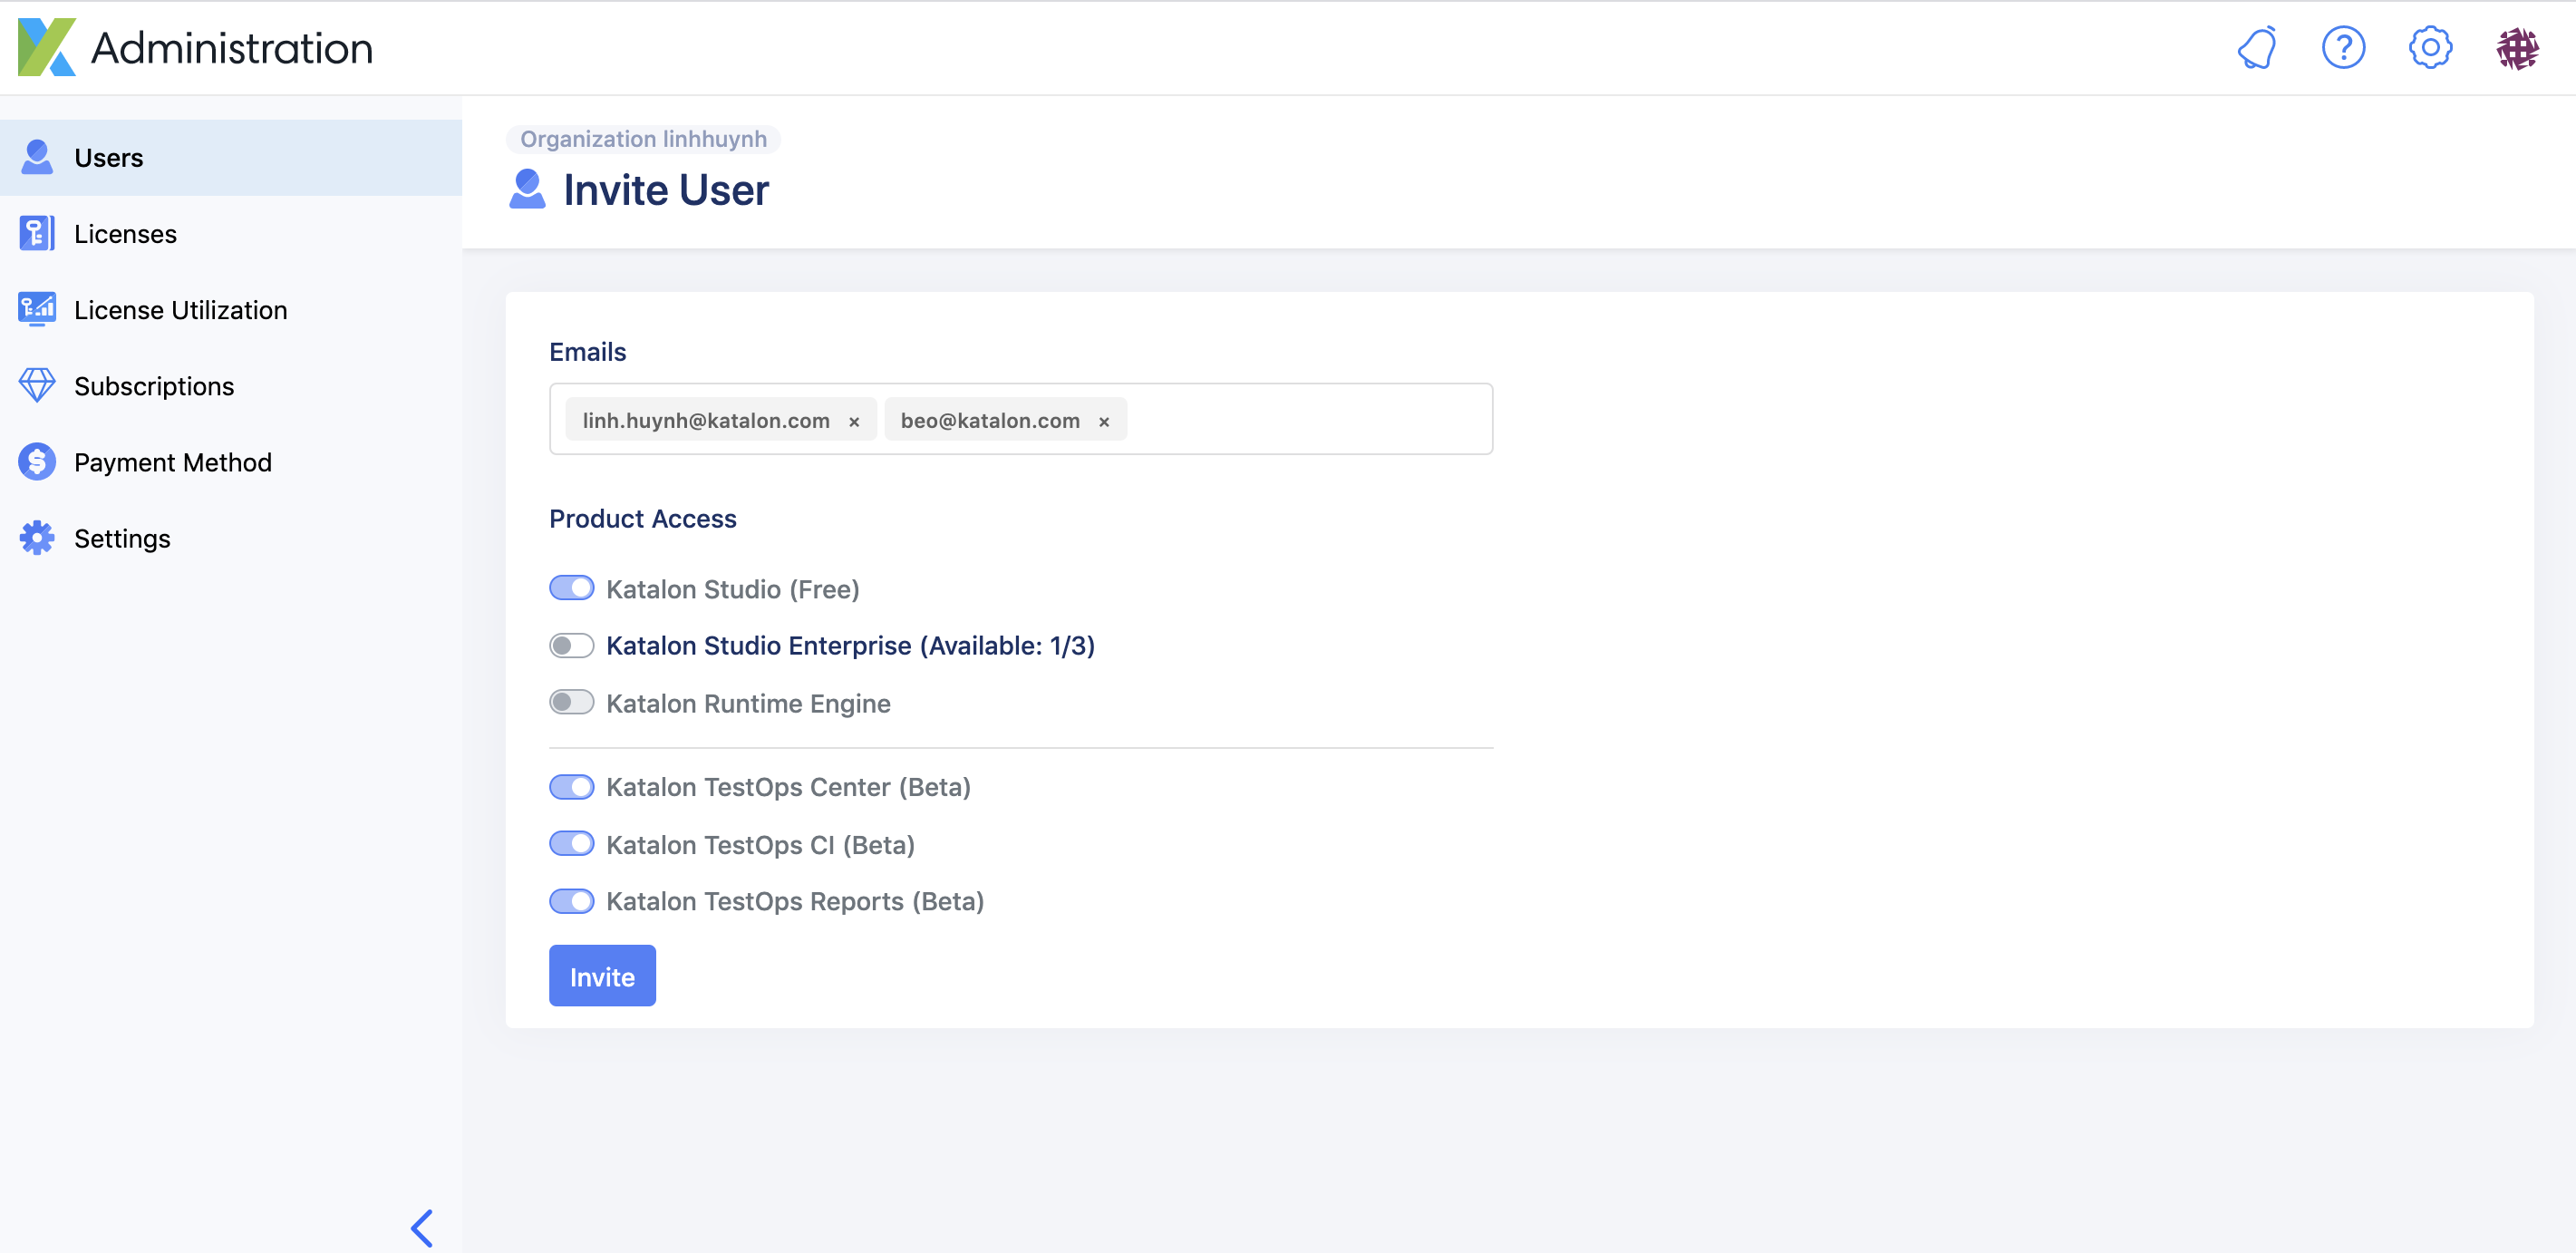 Administration
?
Users
Licenses
License Utilization
Subscriptions
Payment Method
$
Settings
Organization linhhuynh
Invite User
Emails
linh.huynh@katalon.com × beo@katalon.com ×
Product Access
Katalon Studio (Free)
Katalon Studio Enterprise (Available: 1/3)
Katalon Runtime Engine
Katalon TestOps Center (Beta)
Katalon TestOps CI (Beta)
Katalon TestOps Reports (Beta)
Invite